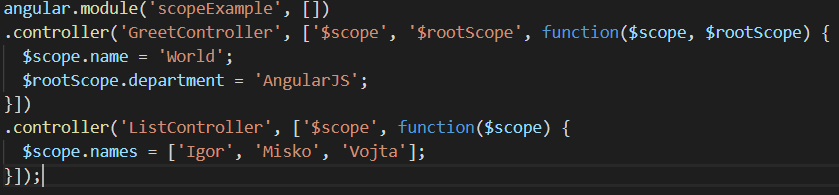 angular.module('scopeExample', [])
.controller('GreetController', ['$scope', '$rootScope', function($scope, $rootScope) {
  $scope.name = 'World';
  $rootScope.department = 'AngularJS';
}])
.controller('ListController', ['$scope', function($scope) {
  $scope.names = ['Igor', 'Misko', 'Vojta'];
}]);